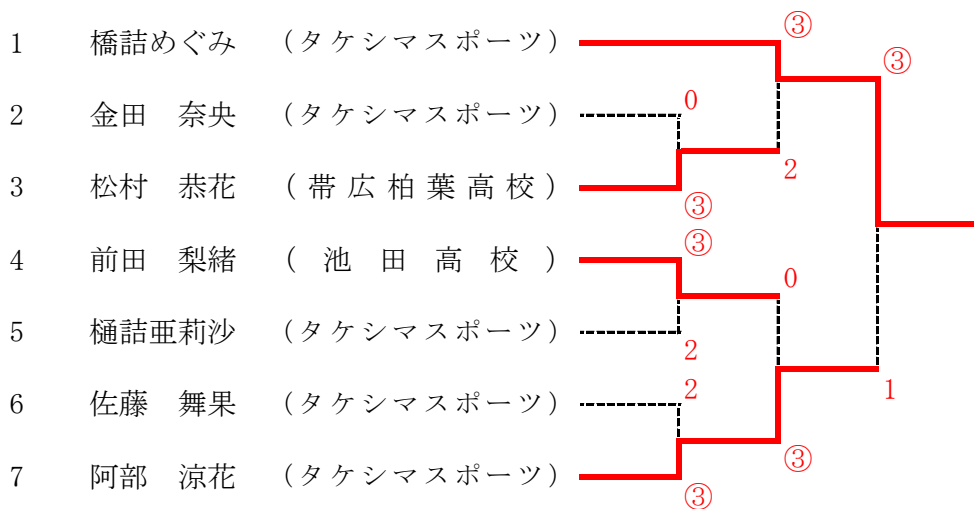 1 橋詰めぐみ (タケシマスポーツ) ③ ③
2 金田 奈央 (タケシマスポーツ) 0
3 松村 恭花 (帯広柏葉高校) ③ 2
4 前田 梨緒 (池田高校) ③ 0
5 樋詰亜莉沙 (タケシマスポーツ) 2
6 佐藤 舞果 (タケシマスポーツ) 2 1
7 阿部 涼花 (タケシマスポーツ) ③ ③